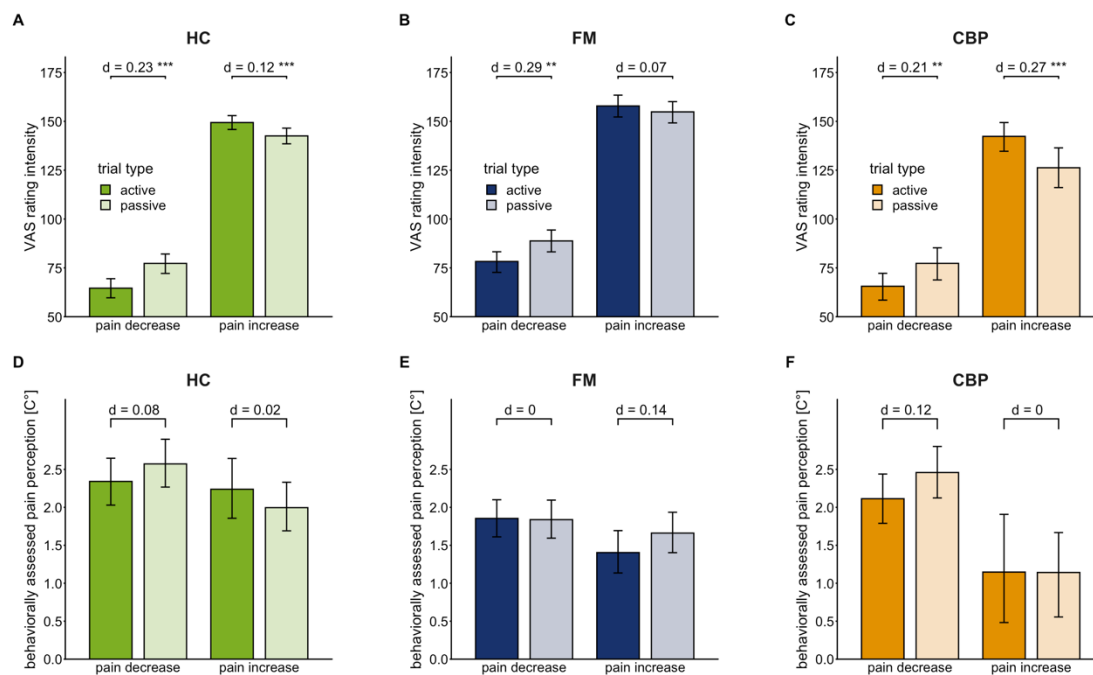 A
HC
d = 0.23 ***
d = 0.12 ***
VAS rating intensity
175
150
125
100
75
50
trial type
active
passive
pain decrease
pain increase
B
FM
d = 0.29 **
d = 0.07
VAS rating intensity
175
150
125
100
75
50
trial type
active
passive
pain decrease
pain increase
C
CBP
d = 0.21 **
d = 0.27 ***
VAS rating intensity
175
150
125
100
75
50
trial type
active
passive
pain decrease
pain increase
D
HC
d = 0.08
d = 0.02
behaviorally assessed pain perception [C°]
2.5
2.0
1.5
1.0
0.5
0.0
pain decrease
pain increase
E
FM
d = 0
d = 0.14
behaviorally assessed pain perception [C°]
2.5
2.0
1.5
1.0
0.5
0.0
pain decrease
pain increase
F
CBP
d = 0.12
d = 0
behaviorally assessed pain perception [C°]
2.5
2.0
1.5
1.0
0.5
0.0
pain decrease
pain increase